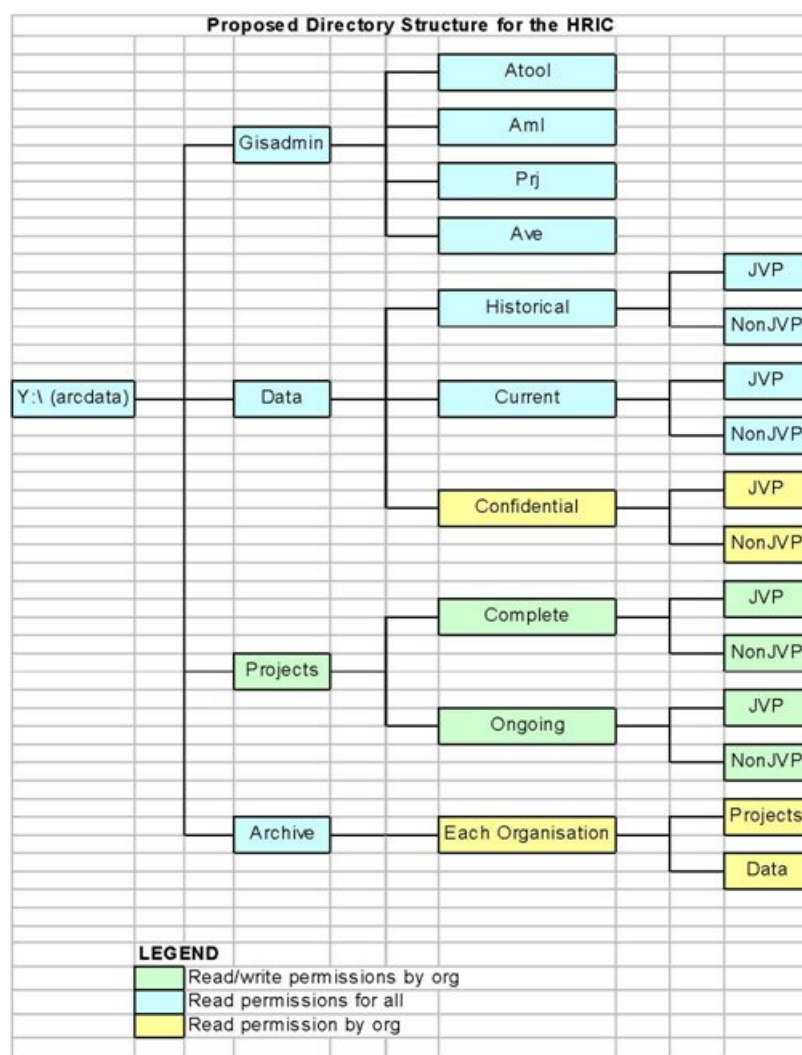 Proposed Directory Structure for the HRIC
Atool
Gisadmin
Aml
Prj
Ave
JVP
Historical
NonJVP
JVP
Y:\ (arcdata)
Data
Current
NonJVP
JVP
Confidential
NonJVP
JVP
Complete
NonJVP
Projects
JVP
Ongoing
NonJVP
Projects
Archive
Each Organisation
Data
LEGEND
Read/write permissions by org
Read permissions for all
Read permission by org